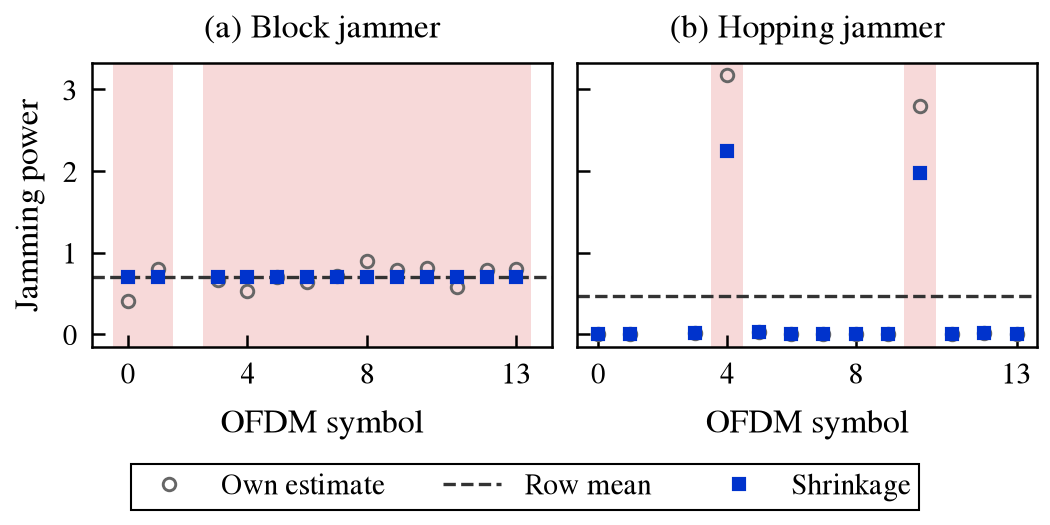 (a) Block jammer
(b) Hopping jammer
Jamming power
3
2
1
0
0 4 8 13
0 4 8 13
OFDM symbol
OFDM symbol
Own estimate Row mean Shrinkage